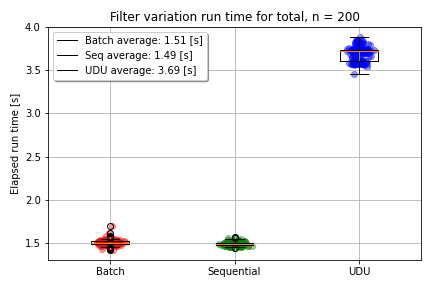 Filter variation run time for total, n = 200
Batch average: 1.51 [s]
Seq average: 1.49 [s]
UDU average: 3.69 [s]
Elapsed run time [s]
4.0
3.5
3.0
2.5
2.0
1.5
Batch Sequential UDU